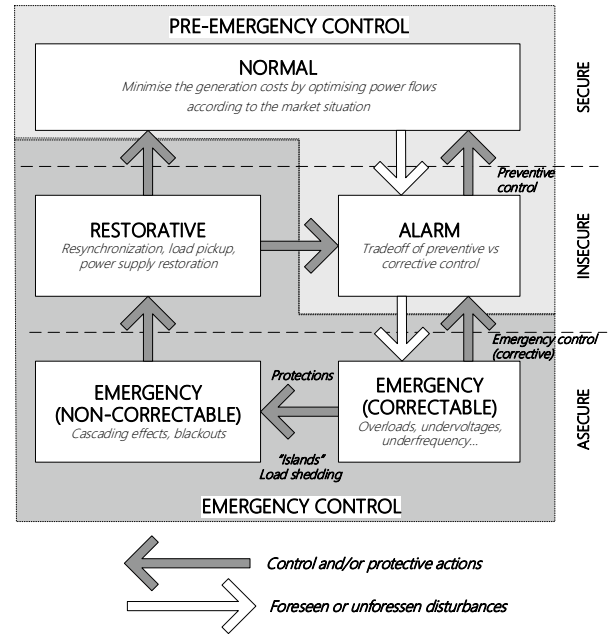 PRE-EMERGENCY CONTROL
NORMAL
Minimise the generation costs by optimising power flows
according to the market situation
SECURE
Preventive
control
RESTORATIVE
Resynchronization, load pickup,
power supply restoration
ALARM
Tradeoff of preventive vs
corrective control
INSECURE
Emergency control
(corrective)
EMERGENCY
(NON-CORRECTABLE)
Cascading effects, blackouts
Protections
"Islands"
Load shedding
EMERGENCY
(CORRECTABLE)
Overloads, undervoltages,
underfrequency...
ASECURE
EMERGENCY CONTROL
Control and/or protective actions
Foreseen or unforessen disturbances